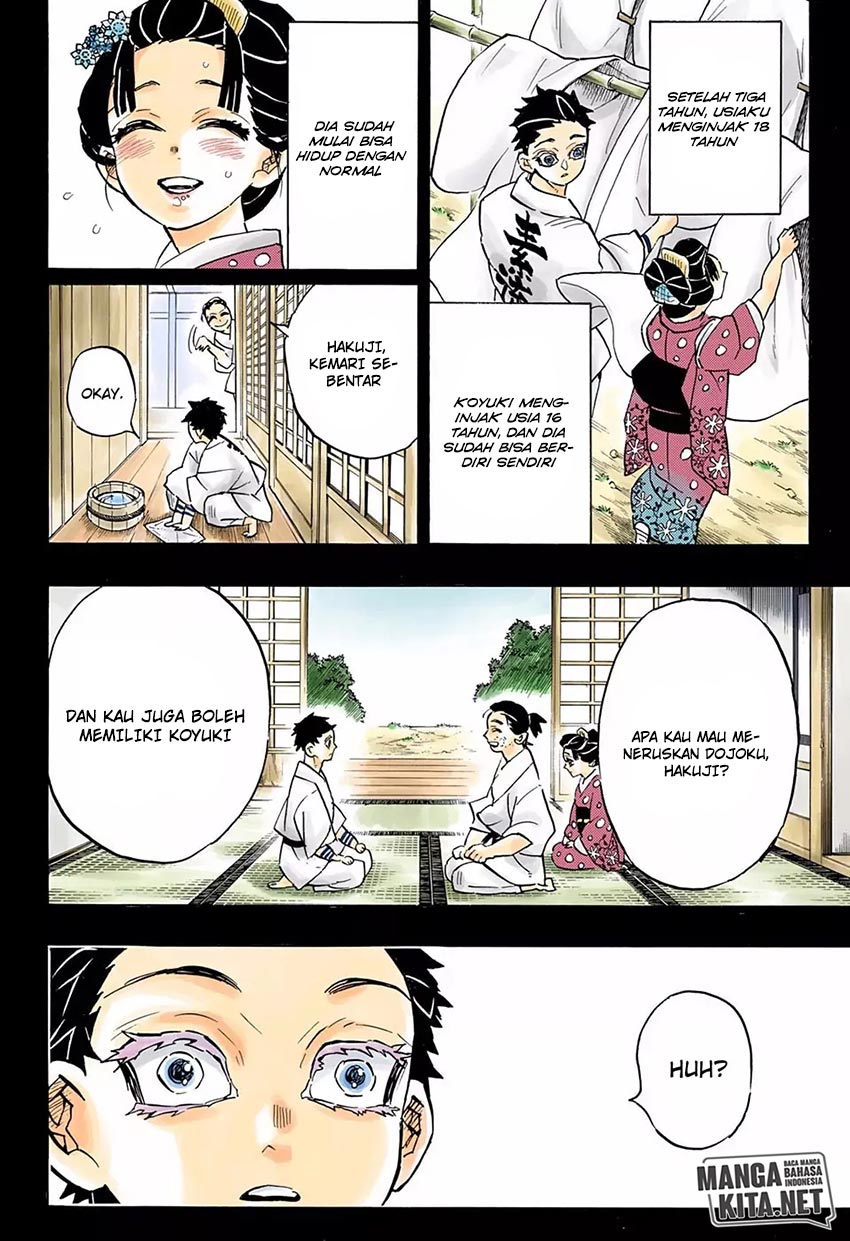 SETELAH TIGA
TAHUN, USIAKU
MENGINJAK 18
TAHUN
KOYUKI MENG-
INJAK USIA 16
TAHUN, DAN DIA
SUDAH BISA BER-
DIRI SENDIRI
DIA SUDAH
MULAI BISA
HIDUP DENGAN
NORMAL
HAKUJI,
KEMARI SE-
BENTAR
OKAY.
APA KAU MAU ME-
NERUSKAN DOJOKU,
HAKUJI?
DAN KAU JUGA BOLEH
MEMILIKI KOYUKI
HUH?
MANGA
BACA MANGA
BAHASA
INDONESIA
KITA.NET